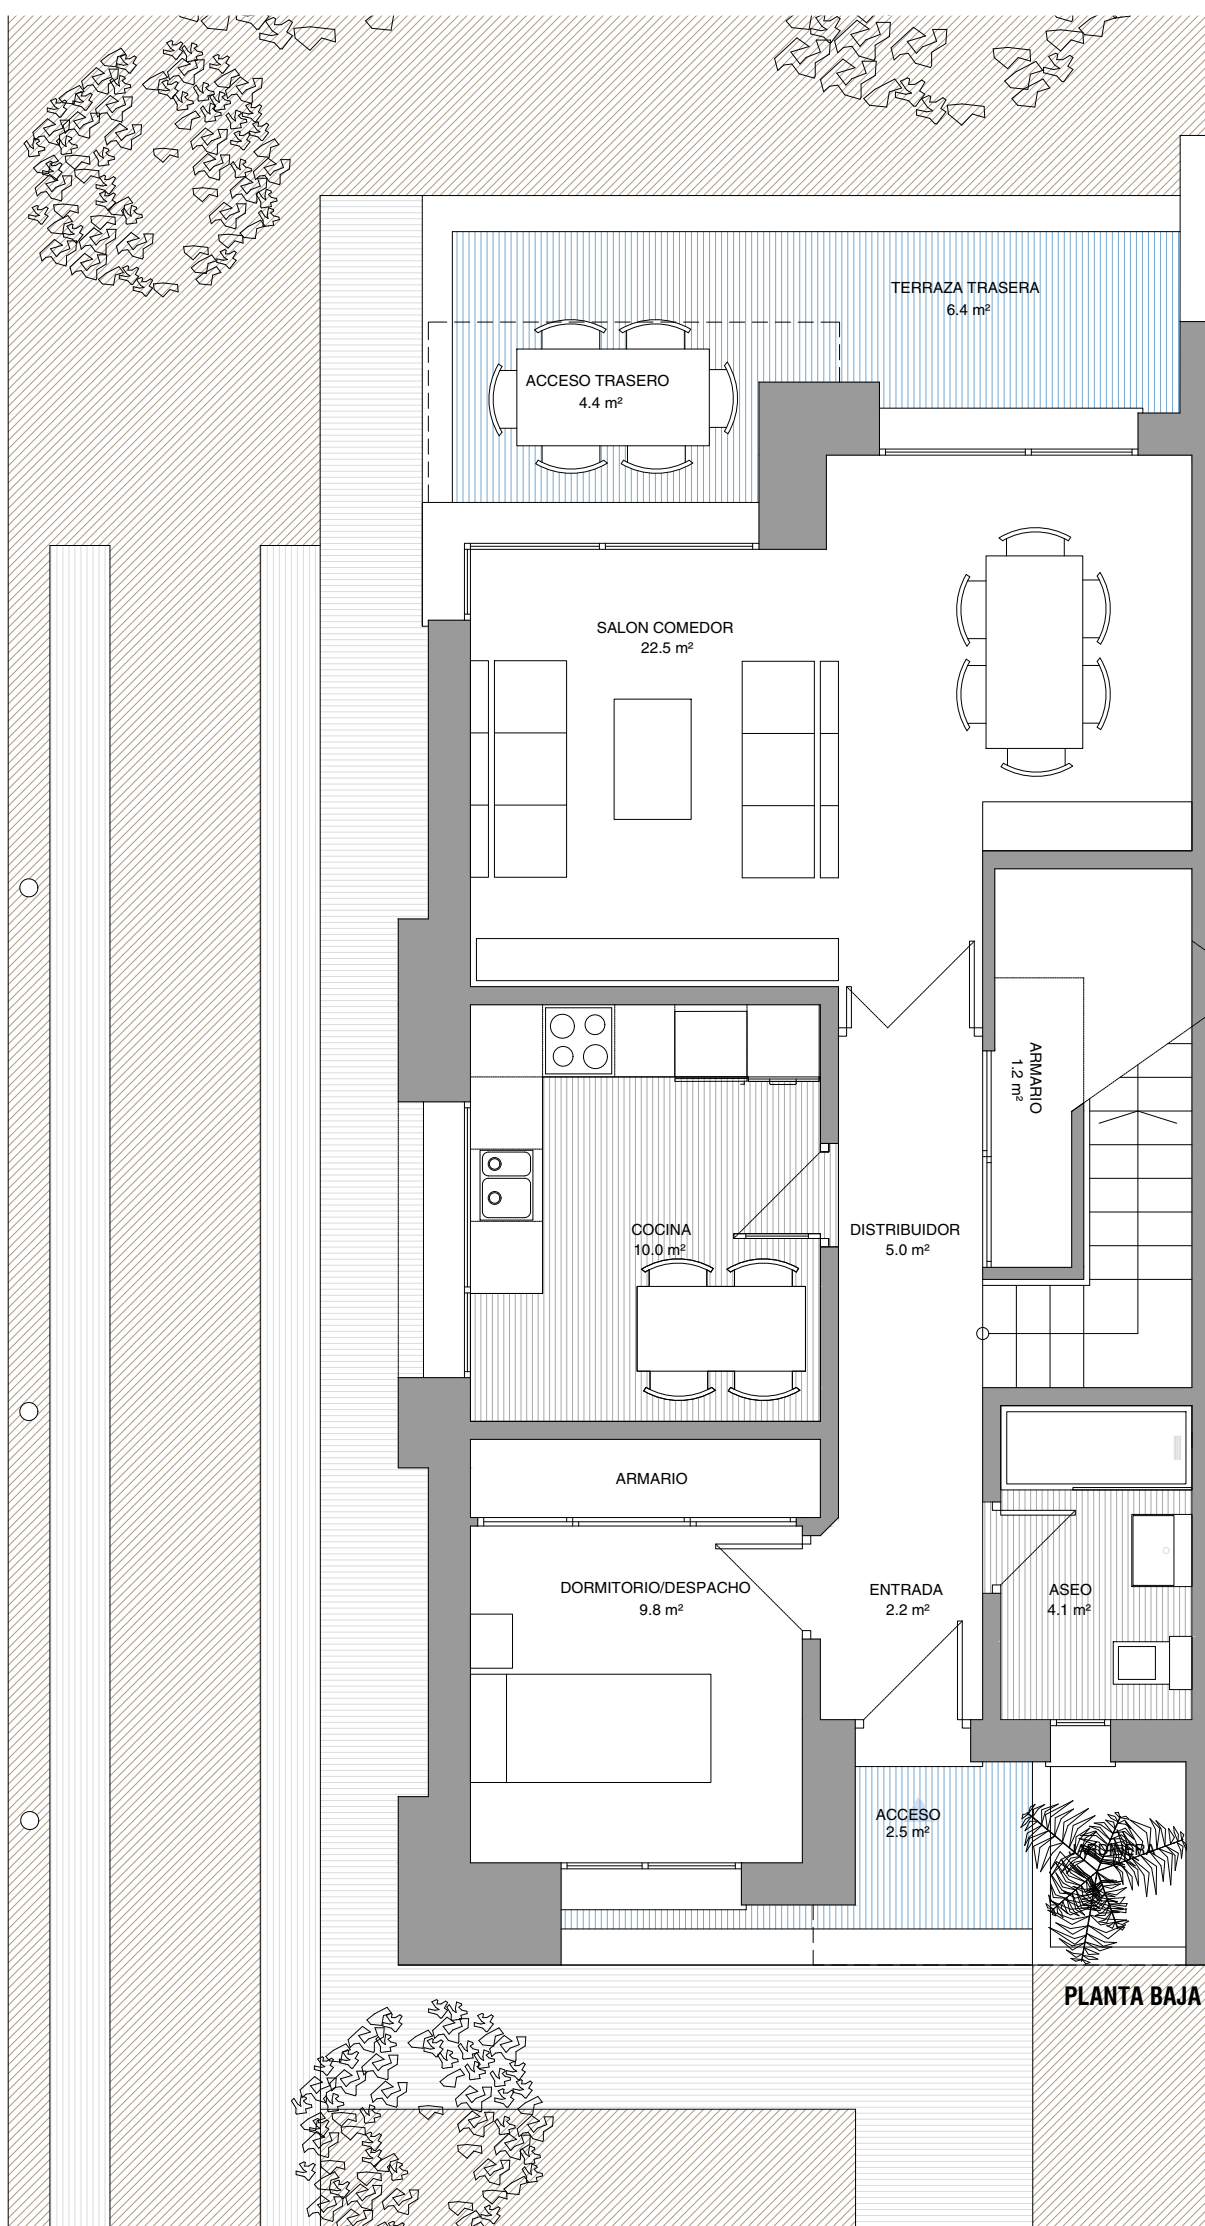 TERRAZA TRASERA
6.4 m²
ACCESO TRASERO
4.4 m²
SALON COMEDOR
22.5 m²
ARMARIO
1.2 m²
COCINA
10.0 m²
DISTRIBUIDOR
5.0 m²
ARMARIO
DORMITORIO/DESPACHO
9.8 m²
ENTRADA
2.2 m²
ASEO
4.1 m²
ACCESO
2.5 m²
JARDINERA
PLANTA BAJA